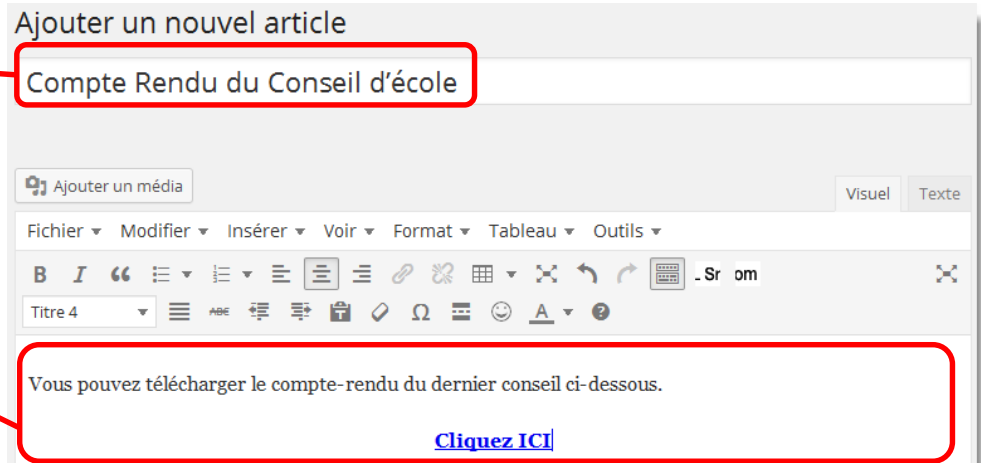 Ajouter un nouvel article
Compte Rendu du Conseil d'école
Ajouter un média
Visuel Texte
Fichier Modifier Insérer Voir Format Tableau Outils
B I
Titre 4 ABE Ω A
Vous pouvez télécharger le compte-rendu du dernier conseil ci-dessous.
Cliquez ICI